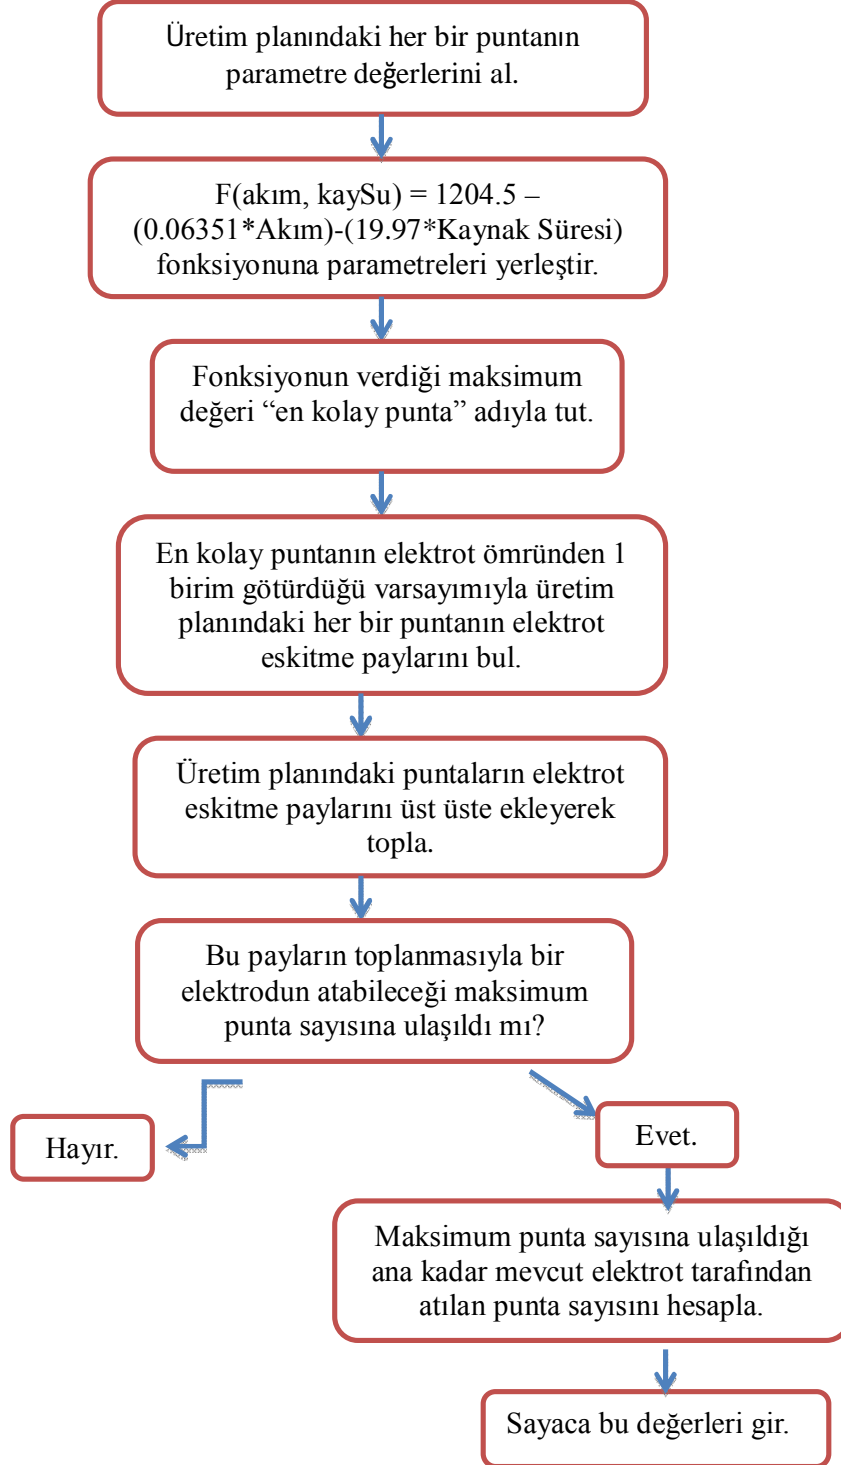 Üretim planındaki her bir puntanın
parametre değerlerini al.
F(akım, kaySu) = 1204.5 –
(0.06351*Akım)-(19.97*Kaynak Süresi)
fonksiyonuna parametreleri yerleştir.
Fonksiyonun verdiği maksimum
değeri “en kolay punta” adıyla tut.
En kolay puntanın elektrot ömründen 1
birim götürdüğü varsayımıyla üretim
planındaki her bir puntanın elektrot
eskitme paylarını bul.
Üretim planındaki puntaların elektrot
eskitme paylarını üst üste ekleyerek
topla.
Bu payların toplanmasıyla bir
elektrodun atabileceği maksimum
punta sayısına ulaşıldı mı?
Hayır.
Evet.
Maksimum punta sayısına ulaşıldığı
ana kadar mevcut elektrot tarafından
atılan punta sayısını hesapla.
Sayaca bu değerleri gir.